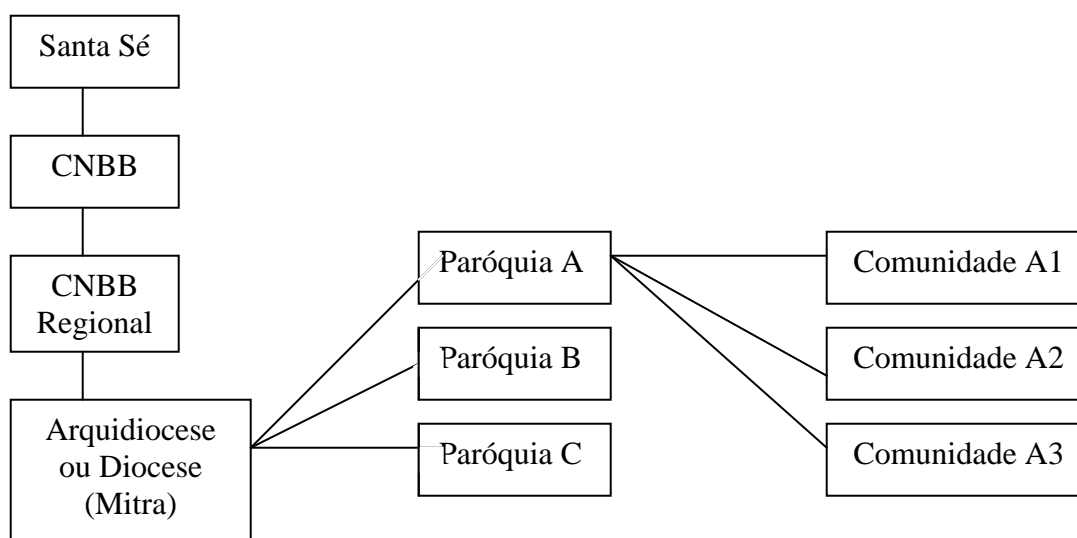 Santa Sé
CNBB
CNBB
Regional
Arquidiocese
ou Diocese
(Mitra)
Paróquia A
Paróquia B
Paróquia C
Comunidade A1
Comunidade A2
Comunidade A3